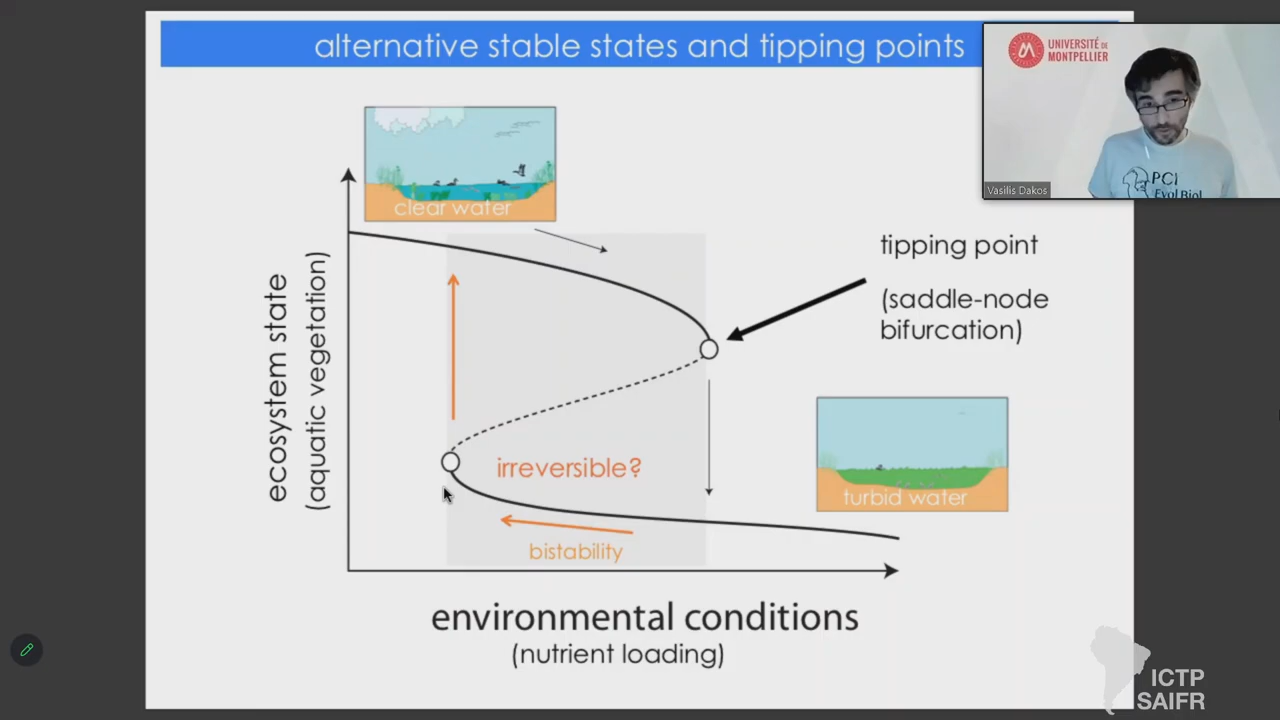 alternative stable states and tipping points
UNIVERSITÉ DE
MONTPELLIER
PCI
Evol Biol
Vasilis Dakos
clear water
tipping point
(saddle-node
bifurcation)
ecosystem state
(aquatic vegetation)
irreversible?
turbid water
bistability
environmental conditions
(nutrient loading)
ICTP
SAIFR